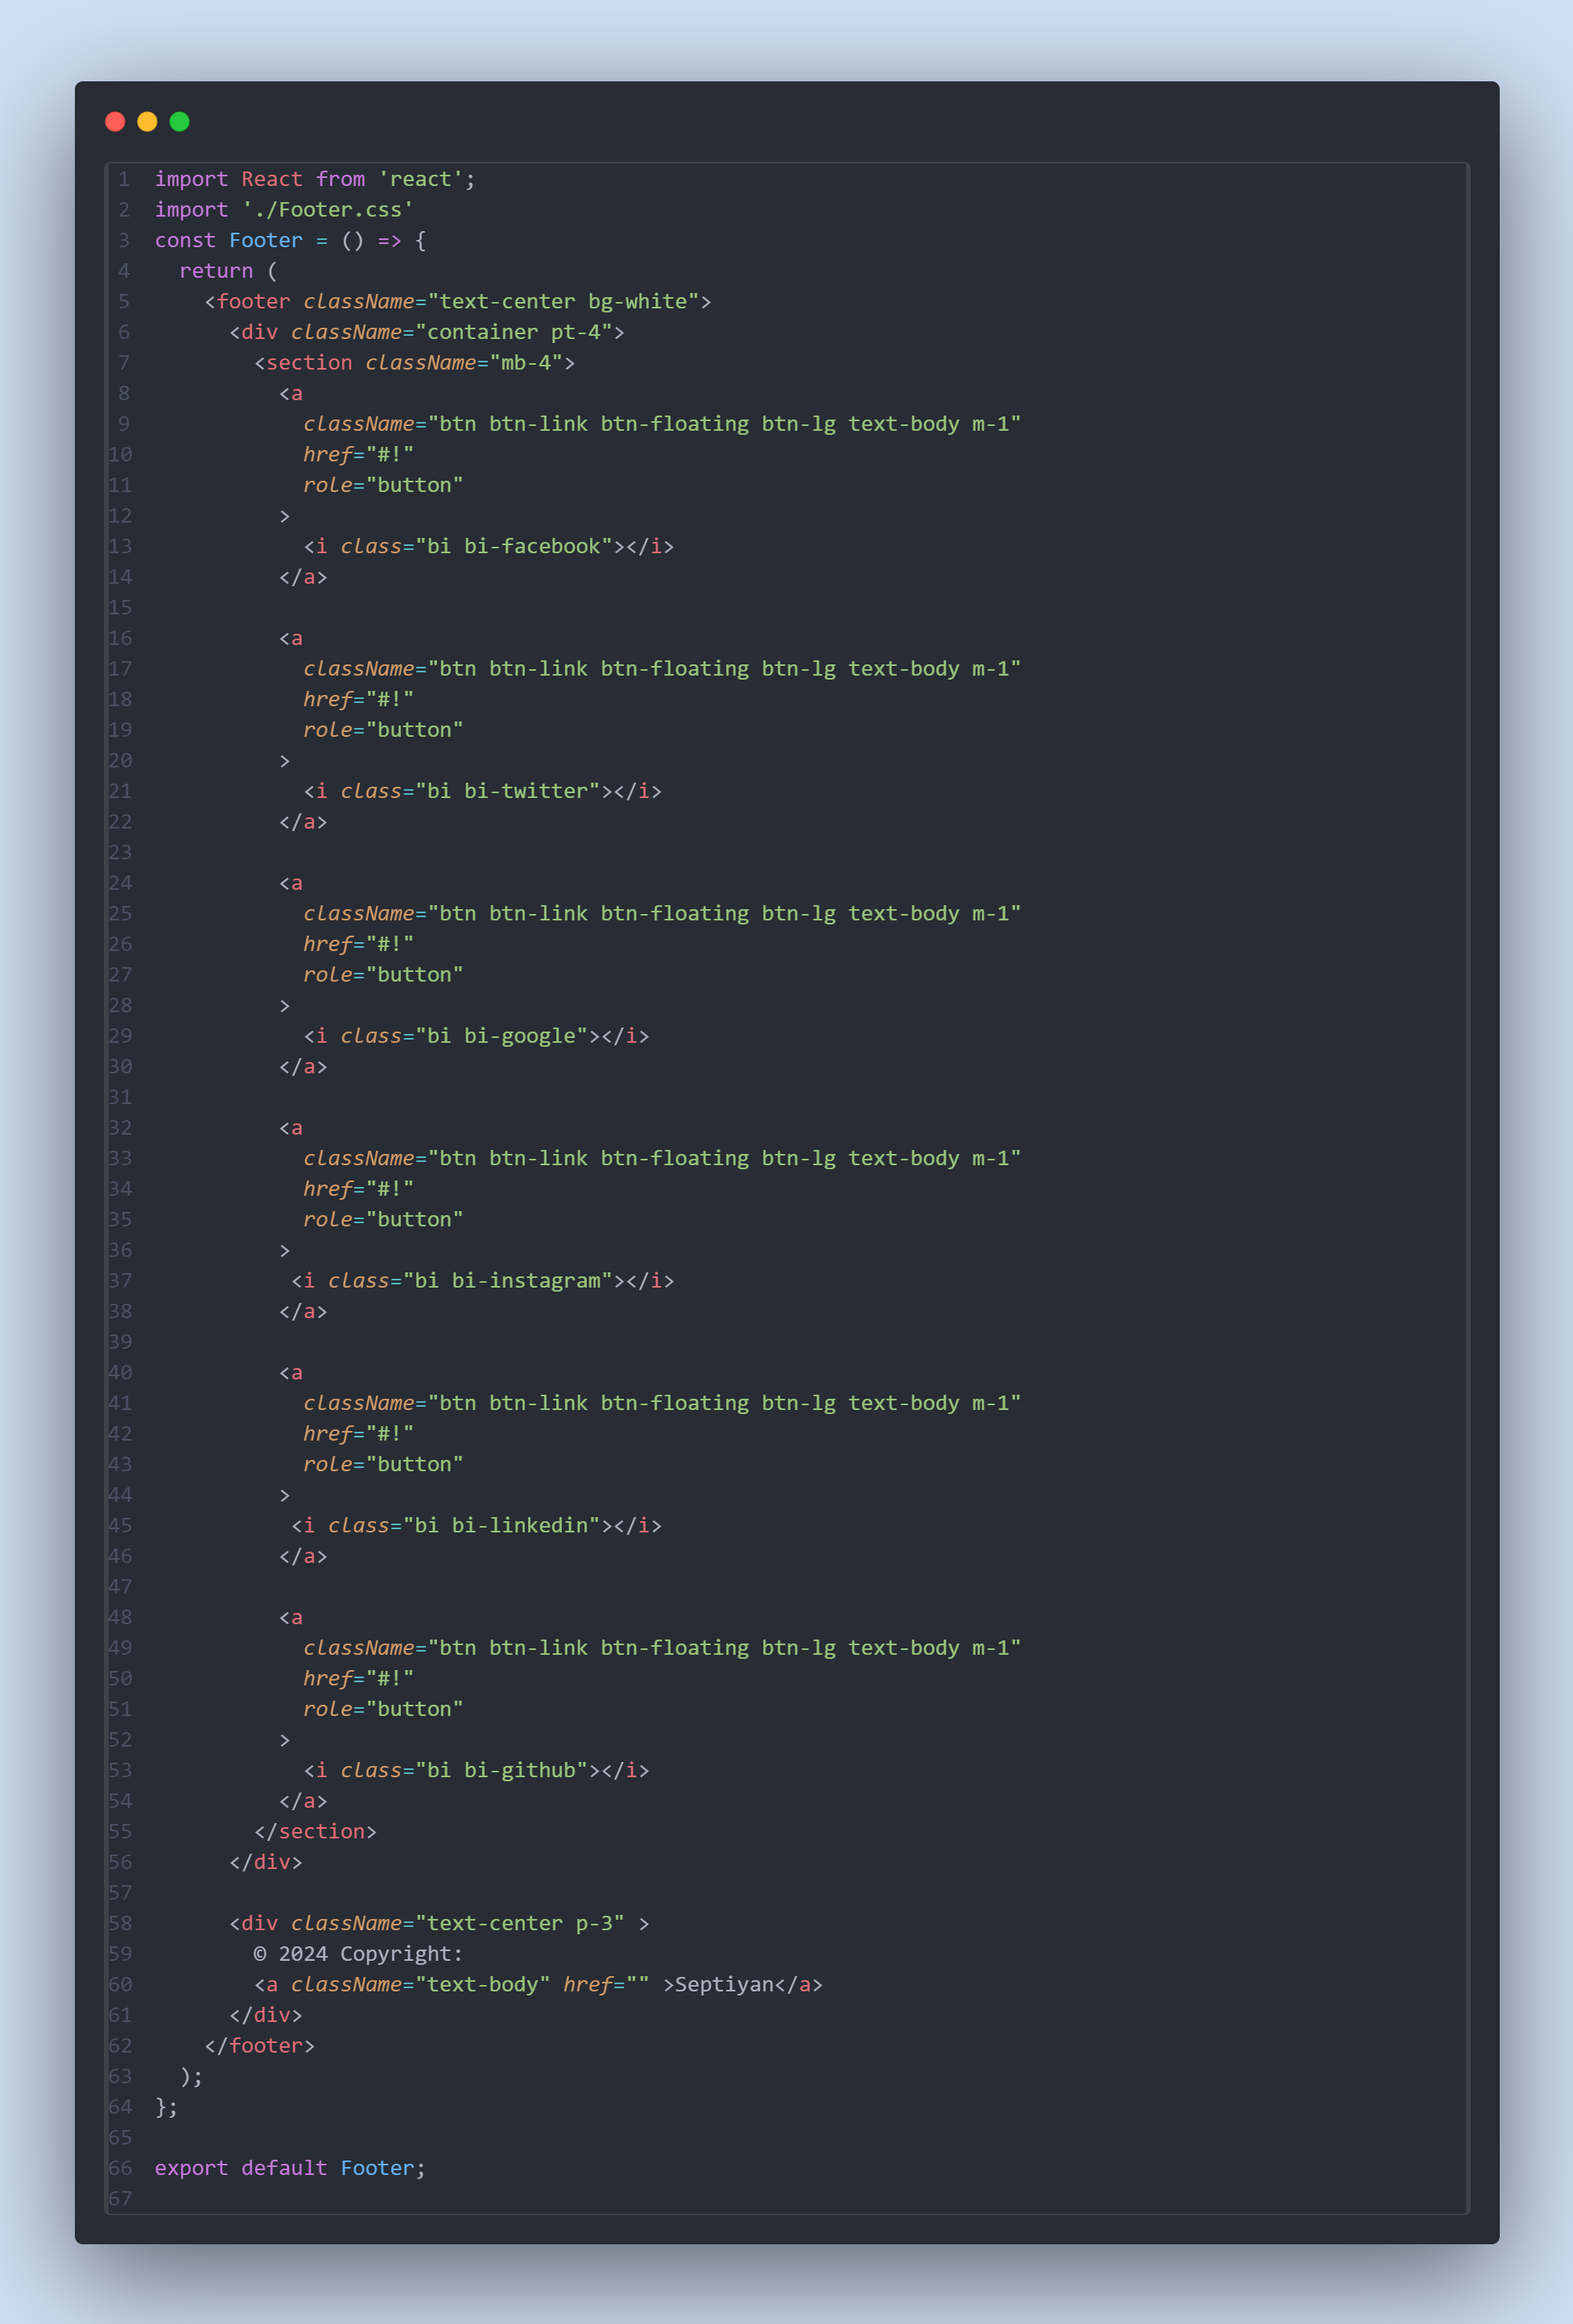 1 import React from 'react';
2 import './Footer.css'
3 const Footer = () => {
4   return (
5     <footer className="text-center bg-white">
6       <div className="container pt-4">
7         <section className="mb-4">
8           <a
9             className="btn btn-link btn-floating btn-lg text-body m-1"
10             href="#!"
11             role="button"
12           >
13             <i class="bi bi-facebook"></i>
14           </a>
15
16           <a
17             className="btn btn-link btn-floating btn-lg text-body m-1"
18             href="#!"
19             role="button"
20           >
21             <i class="bi bi-twitter"></i>
22           </a>
23
24           <a
25             className="btn btn-link btn-floating btn-lg text-body m-1"
26             href="#!"
27             role="button"
28           >
29             <i class="bi bi-google"></i>
30           </a>
31
32           <a
33             className="btn btn-link btn-floating btn-lg text-body m-1"
34             href="#!"
35             role="button"
36           >
37            <i class="bi bi-instagram"></i>
38           </a>
39
40           <a
41             className="btn btn-link btn-floating btn-lg text-body m-1"
42             href="#!"
43             role="button"
44           >
45            <i class="bi bi-linkedin"></i>
46           </a>
47
48           <a
49             className="btn btn-link btn-floating btn-lg text-body m-1"
50             href="#!"
51             role="button"
52           >
53             <i class="bi bi-github"></i>
54           </a>
55         </section>
56       </div>
57
58       <div className="text-center p-3" >
59         © 2024 Copyright:
60         <a className="text-body" href="" >Septiyan</a>
61       </div>
62     </footer>
63   );
64 };
65
66 export default Footer;
67